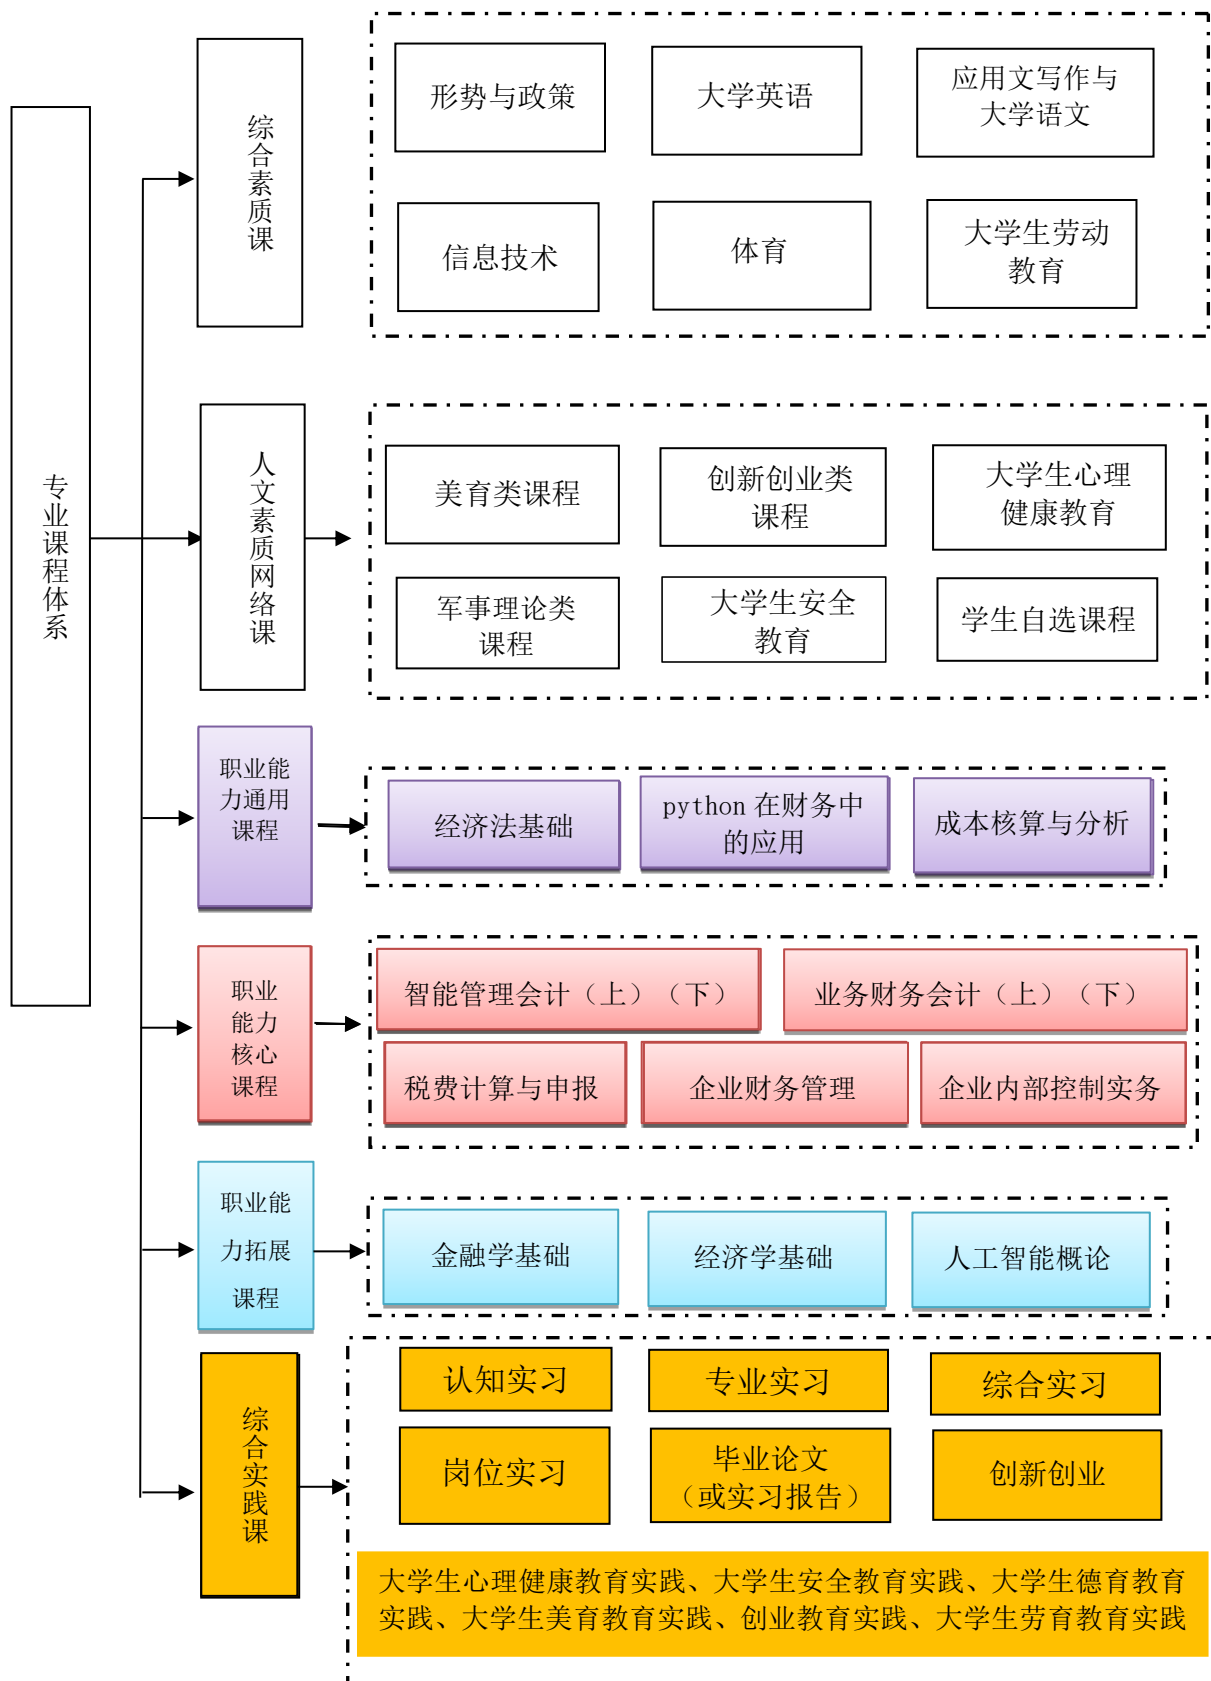 专业课程体系
综合素质课
形势与政策
大学英语
应用文写作与
大学语文
信息技术
体育
大学生劳动
教育
人文素质网络课
美育类课程
创新创业类
课程
大学生心理
健康教育
军事理论类
课程
大学生安全
教育
学生自选课程
职业能
力通用
课程
经济法基础
python 在财务中
的应用
成本核算与分析
职业
能力
核心
课程
智能管理会计（上）（下）
业务财务会计（上）（下）
税费计算与申报
企业财务管理
企业内部控制实务
职业能
力拓展
课程
金融学基础
经济学基础
人工智能概论
综合实践课
认知实习
专业实习
综合实习
岗位实习
毕业论文
（或实习报告）
创新创业
大学生心理健康教育实践、大学生安全教育实践、大学生德育教育
实践、大学生美育教育实践、创业教育实践、大学生劳育教育实践